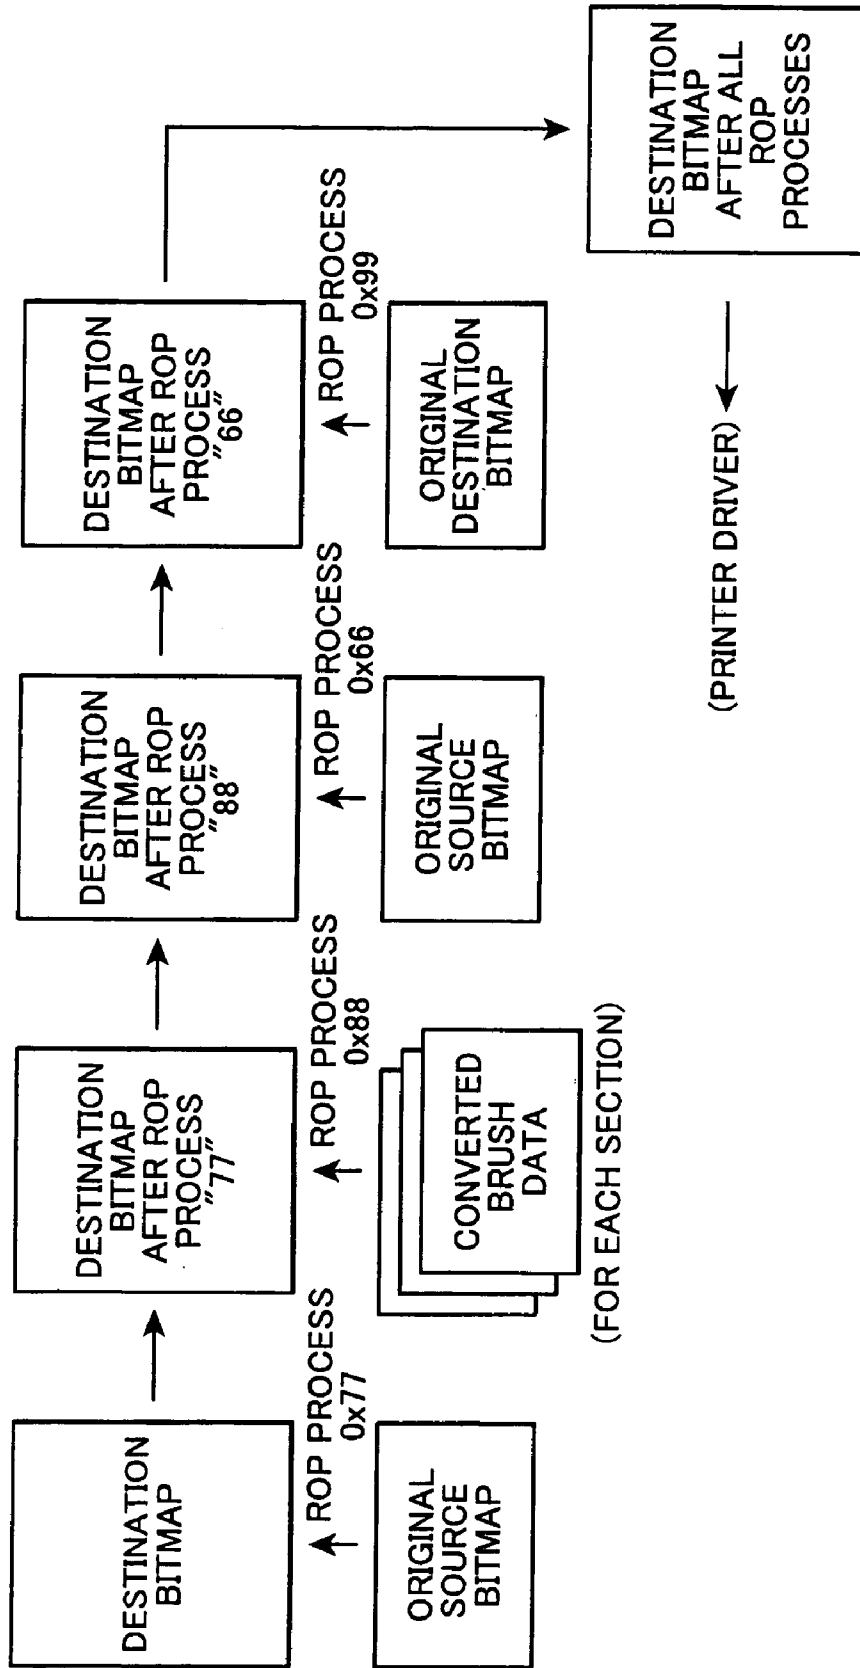 DESTINATION
BITMAP
ROP PROCESS
0x77
ORIGINAL
SOURCE
BITMAP
DESTINATION
BITMAP
AFTER ROP
PROCESS
"77"
ROP PROCESS
0x88
CONVERTED
BRUSH
DATA
(FOR EACH SECTION)
DESTINATION
BITMAP
AFTER ROP
PROCESS
"88"
ROP PROCESS
0x66
ORIGINAL
SOURCE
BITMAP
DESTINATION
BITMAP
AFTER ROP
PROCESS
"66"
ROP PROCESS
0x99
ORIGINAL
DESTINATION
BITMAP
DESTINATION
BITMAP
AFTER ALL
ROP
PROCESSES
(PRINTER DRIVER)